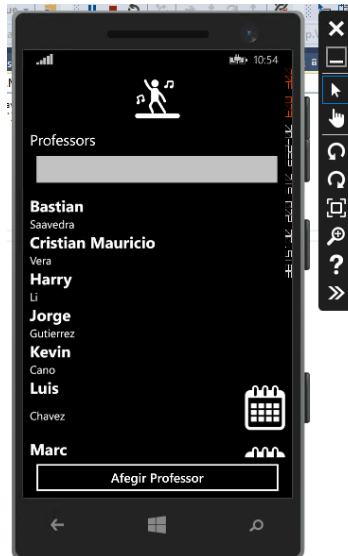 10:54
Professors
Bastian
Saavedra
Cristian Mauricio
Vera
Harry
Li
Jorge
Gutierrez
Kevin
Cano
Luis
Chavez
Marc
Afegir Professor